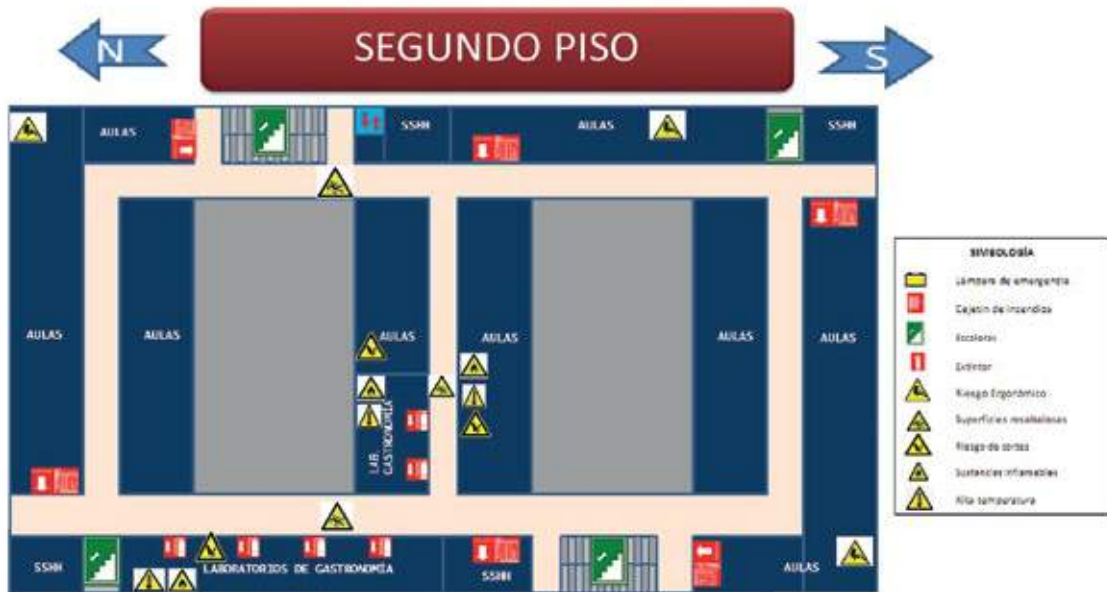 N
SEGUNDO PISO
S
AULAS
SSHH
AULAS
SSHH
AULAS
AULAS
AULAS
AULAS
AULAS
AULAS
LAB.
GASTRONOMÍA
SSHH
LABORATORIOS DE GASTRONOMÍA
SSHH
AULAS
SIMBOLOGÍA
Lámpara de emergencia
Cajetin de incendios
Escaleras
Extintor
Riesgo Ergonómico
Superficies resbalosas
Riesgo de cortes
Sustancias inflamables
Alta temperatura